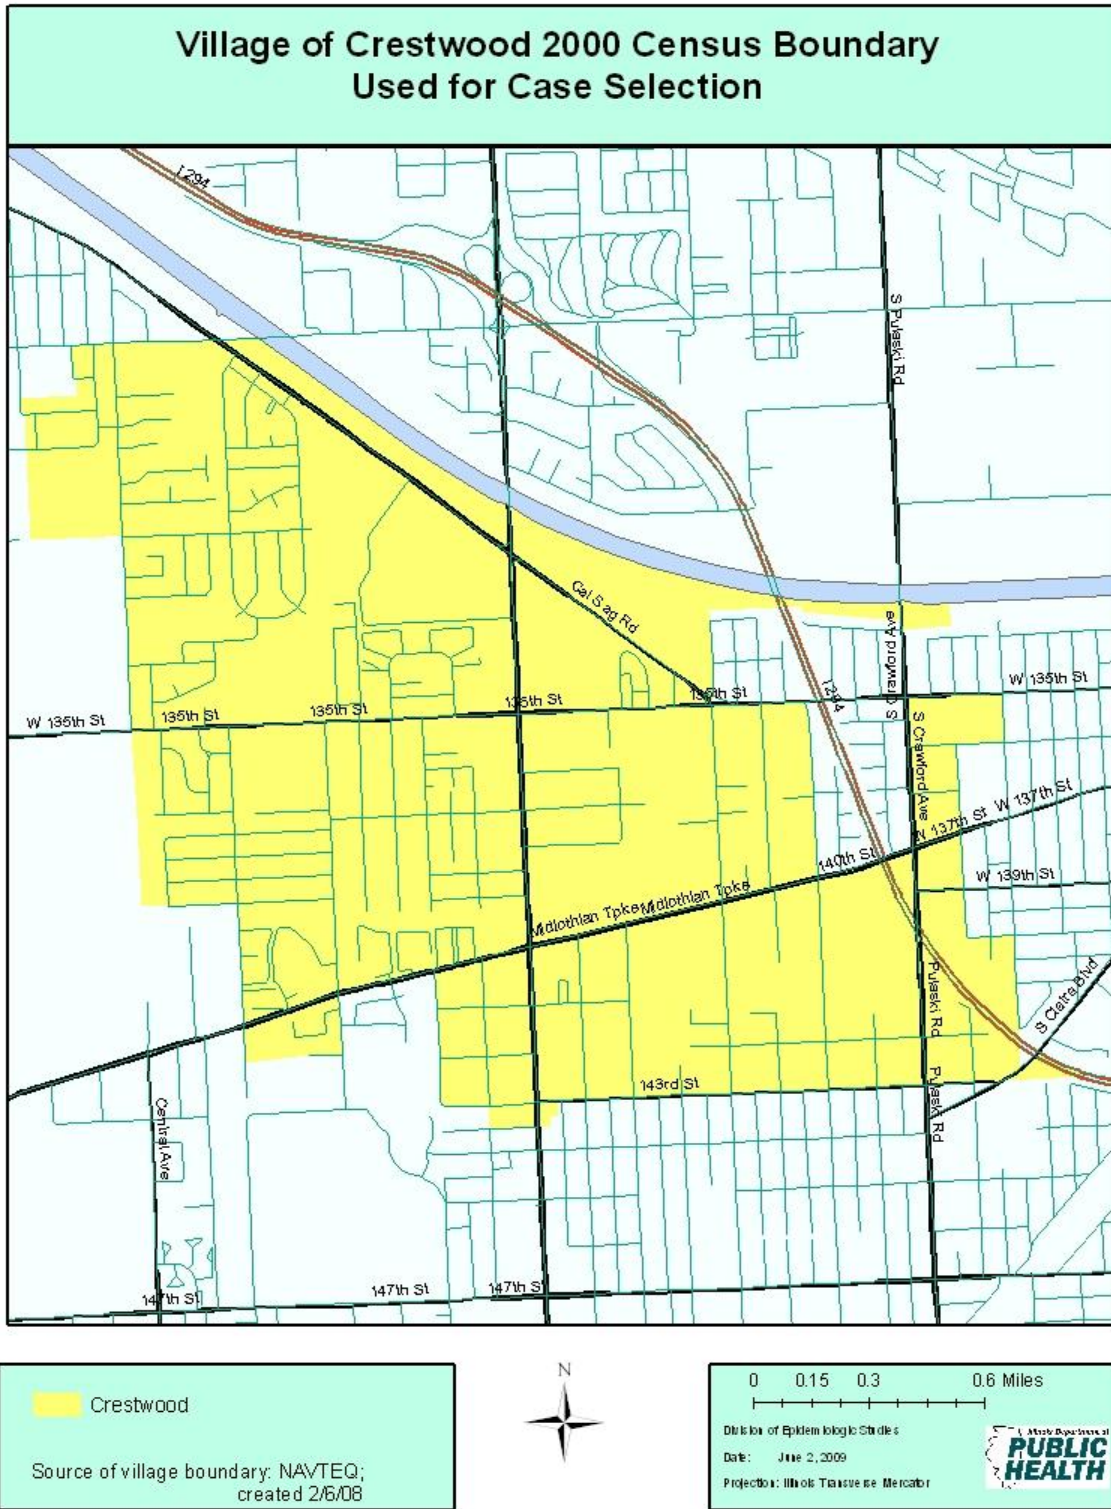 Village of Crestwood 2000 Census Boundary
Used for Case Selection
I 294
S Pulaski Rd
Cal Sag Rd
S Crawford Ave
W 135th St
135th St
135th St
135th St
135th St
W 135th St
I 294
S Crawford Ave
W 137th St
W 137th St
140th St
W 139th St
Midlothian Tpke
Midlothian Tpke
Pulaski Rd
S Claire Blvd
143rd St
Pulaski Rd
Central Ave
147th St
147th St
147th St
N
Crestwood
Source of village boundary: NAVTEQ;
created 2/6/08
0 0.15 0.3 0.6 Miles
Division of Epidemiologic Studies
Date: June 2, 2009
Projection: Illinois Transverse Mercator
Illinois Department of
PUBLIC
HEALTH